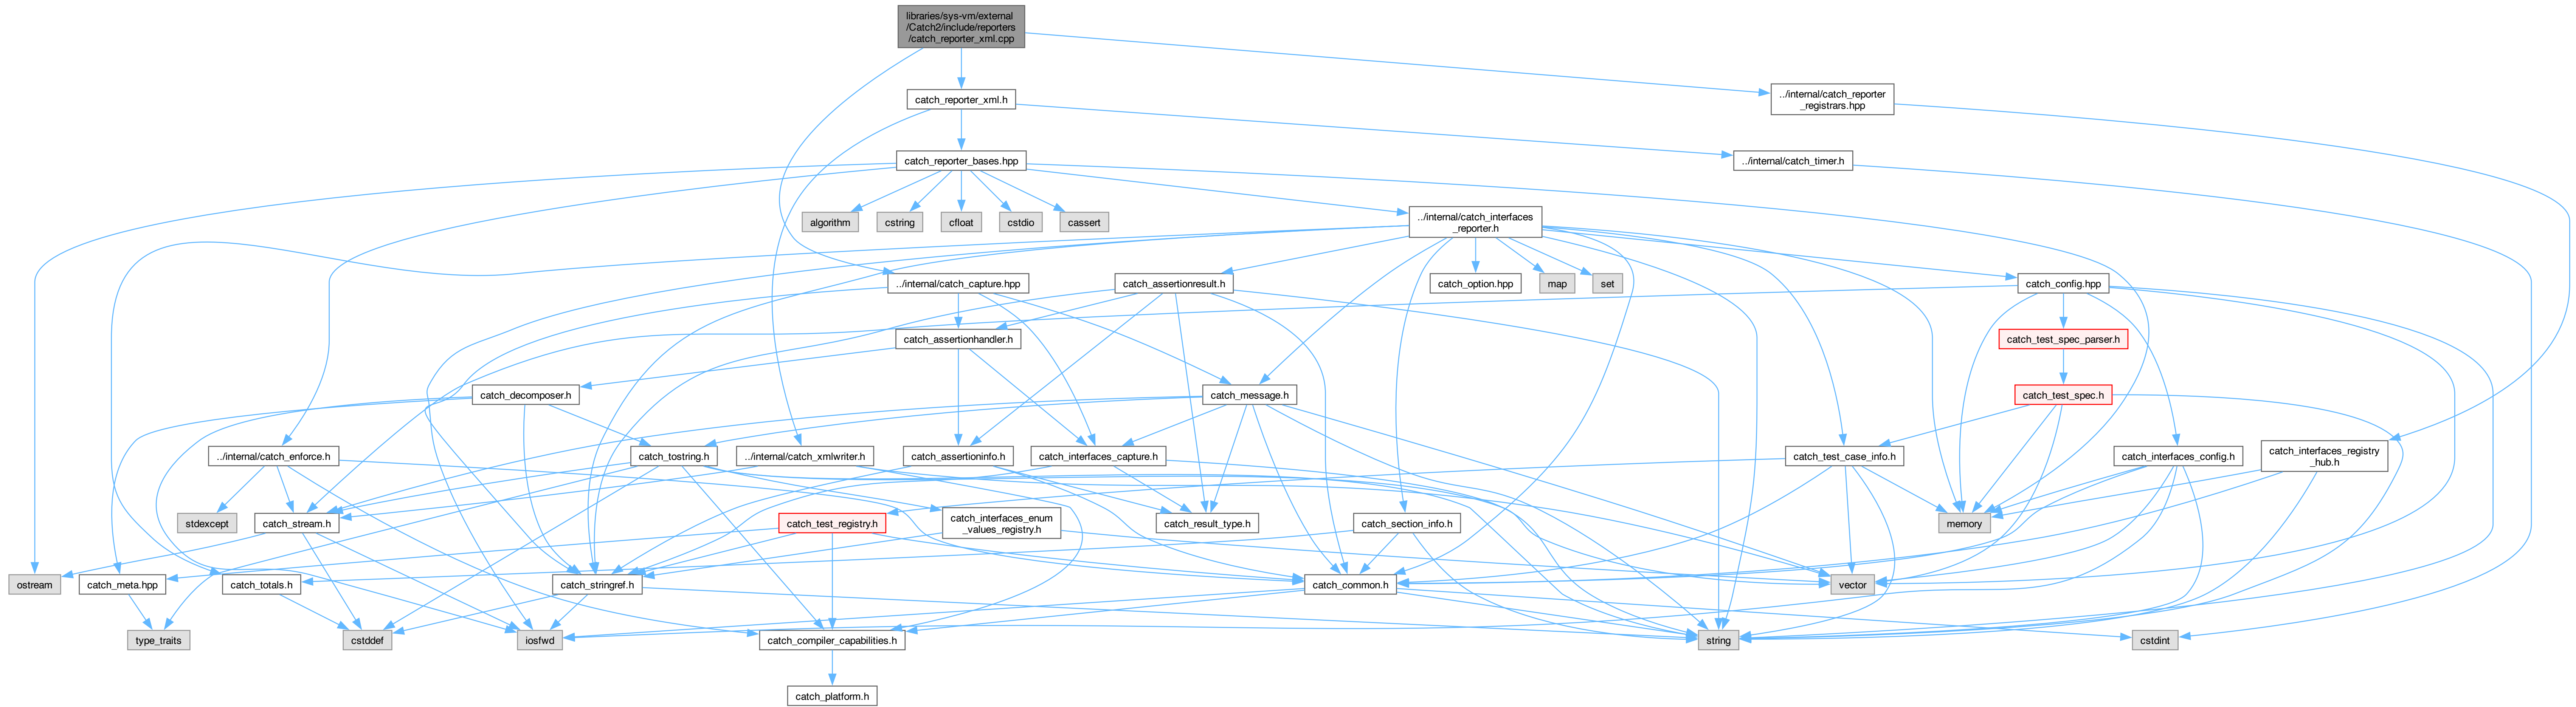 libraries/sys-vm/external
/Catch2/include/reporters
/catch_reporter_xml.cpp
catch_reporter_xml.h
../internal/catch_reporter
_registrars.hpp
catch_reporter_bases.hpp
../internal/catch_timer.h
algorithm
cstring
cfloat
cstdio
cassert
../internal/catch_interfaces
_reporter.h
../internal/catch_capture.hpp
catch_assertionresult.h
catch_option.hpp
map
set
catch_config.hpp
catch_assertionhandler.h
catch_test_spec_parser.h
catch_decomposer.h
catch_message.h
catch_test_spec.h
../internal/catch_enforce.h
catch_tostring.h
../internal/catch_xmlwriter.h
catch_assertioninfo.h
catch_interfaces_capture.h
catch_test_case_info.h
catch_interfaces_config.h
catch_interfaces_registry
_hub.h
stdexcept
catch_stream.h
catch_test_registry.h
catch_interfaces_enum
_values_registry.h
catch_result_type.h
catch_section_info.h
memory
ostream
catch_meta.hpp
catch_totals.h
catch_stringref.h
catch_common.h
vector
type_traits
cstddef
iosfwd
catch_compiler_capabilities.h
string
cstdint
catch_platform.h